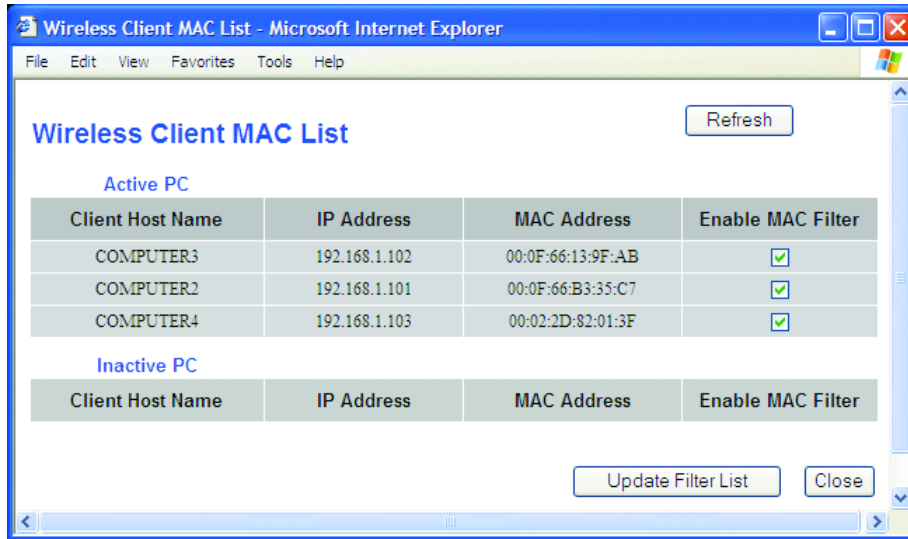 Wireless Client MAC List - Microsoft Internet Explorer
File Edit View Favorites Tools Help
Wireless Client MAC List Refresh
Active PC
Client Host Name IP Address MAC Address Enable MAC Filter
COMPUTER3 192.168.1.102 00:0F:66:13:9F:AB
COMPUTER2 192.168.1.101 00:0F:66:B3:35:C7
COMPUTER4 192.168.1.103 00:02:2D:82:01:3F
Inactive PC
Client Host Name IP Address MAC Address Enable MAC Filter
Update Filter List Close